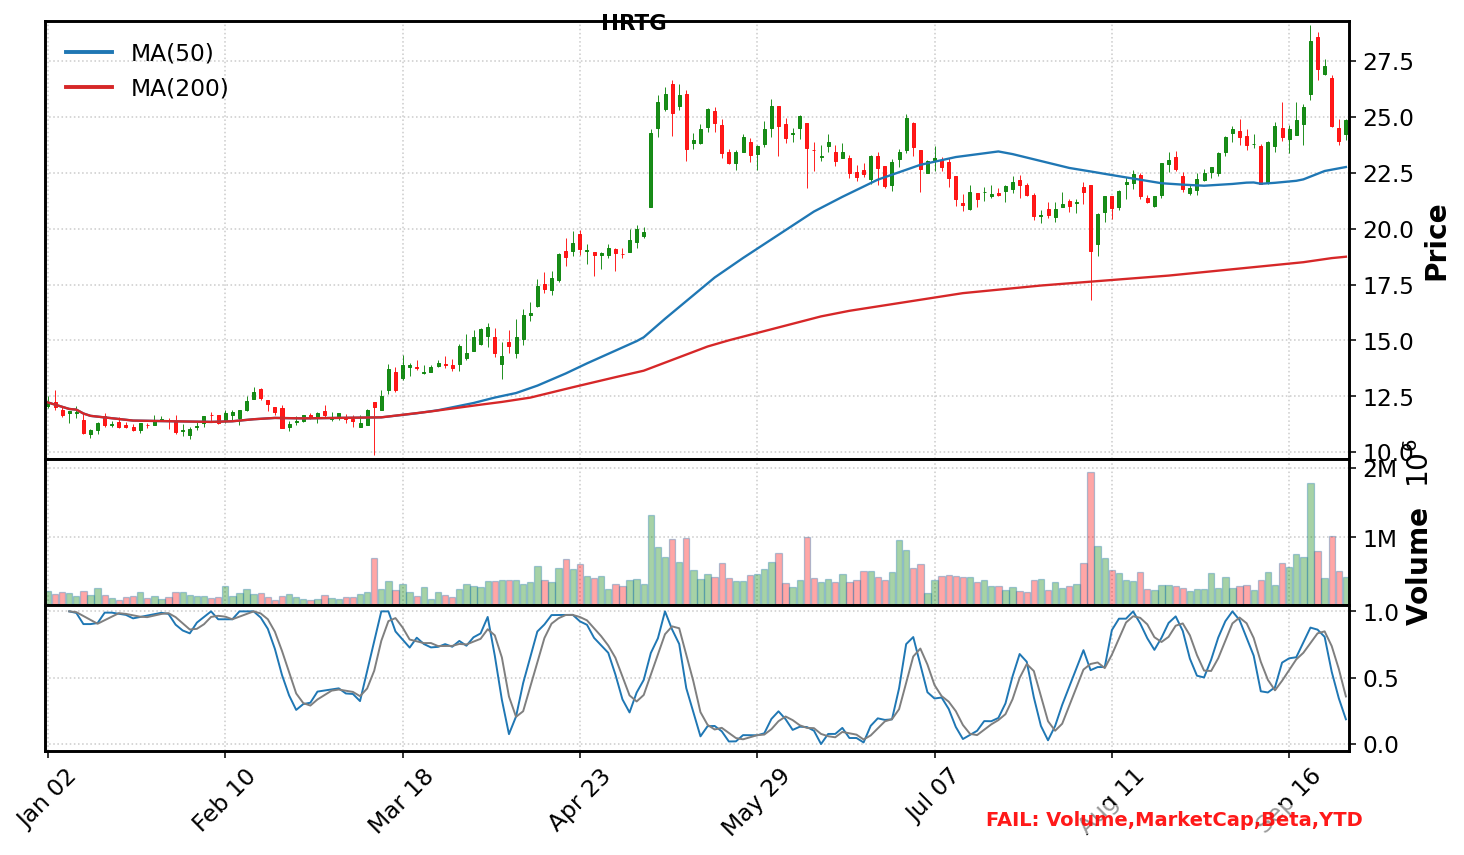 HRTG
MA(50)
MA(200)
27.5
25.0
22.5
20.0
17.5
15.0
12.5
10.0
Price
10^6
2M
1M
Volume
1.0
0.5
0.0
Jan 02
Feb 10
Mar 18
Apr 23
May 29
Jul 07
Aug 11
Sep 16
FAIL: Volume,MarketCap,Beta,YTD